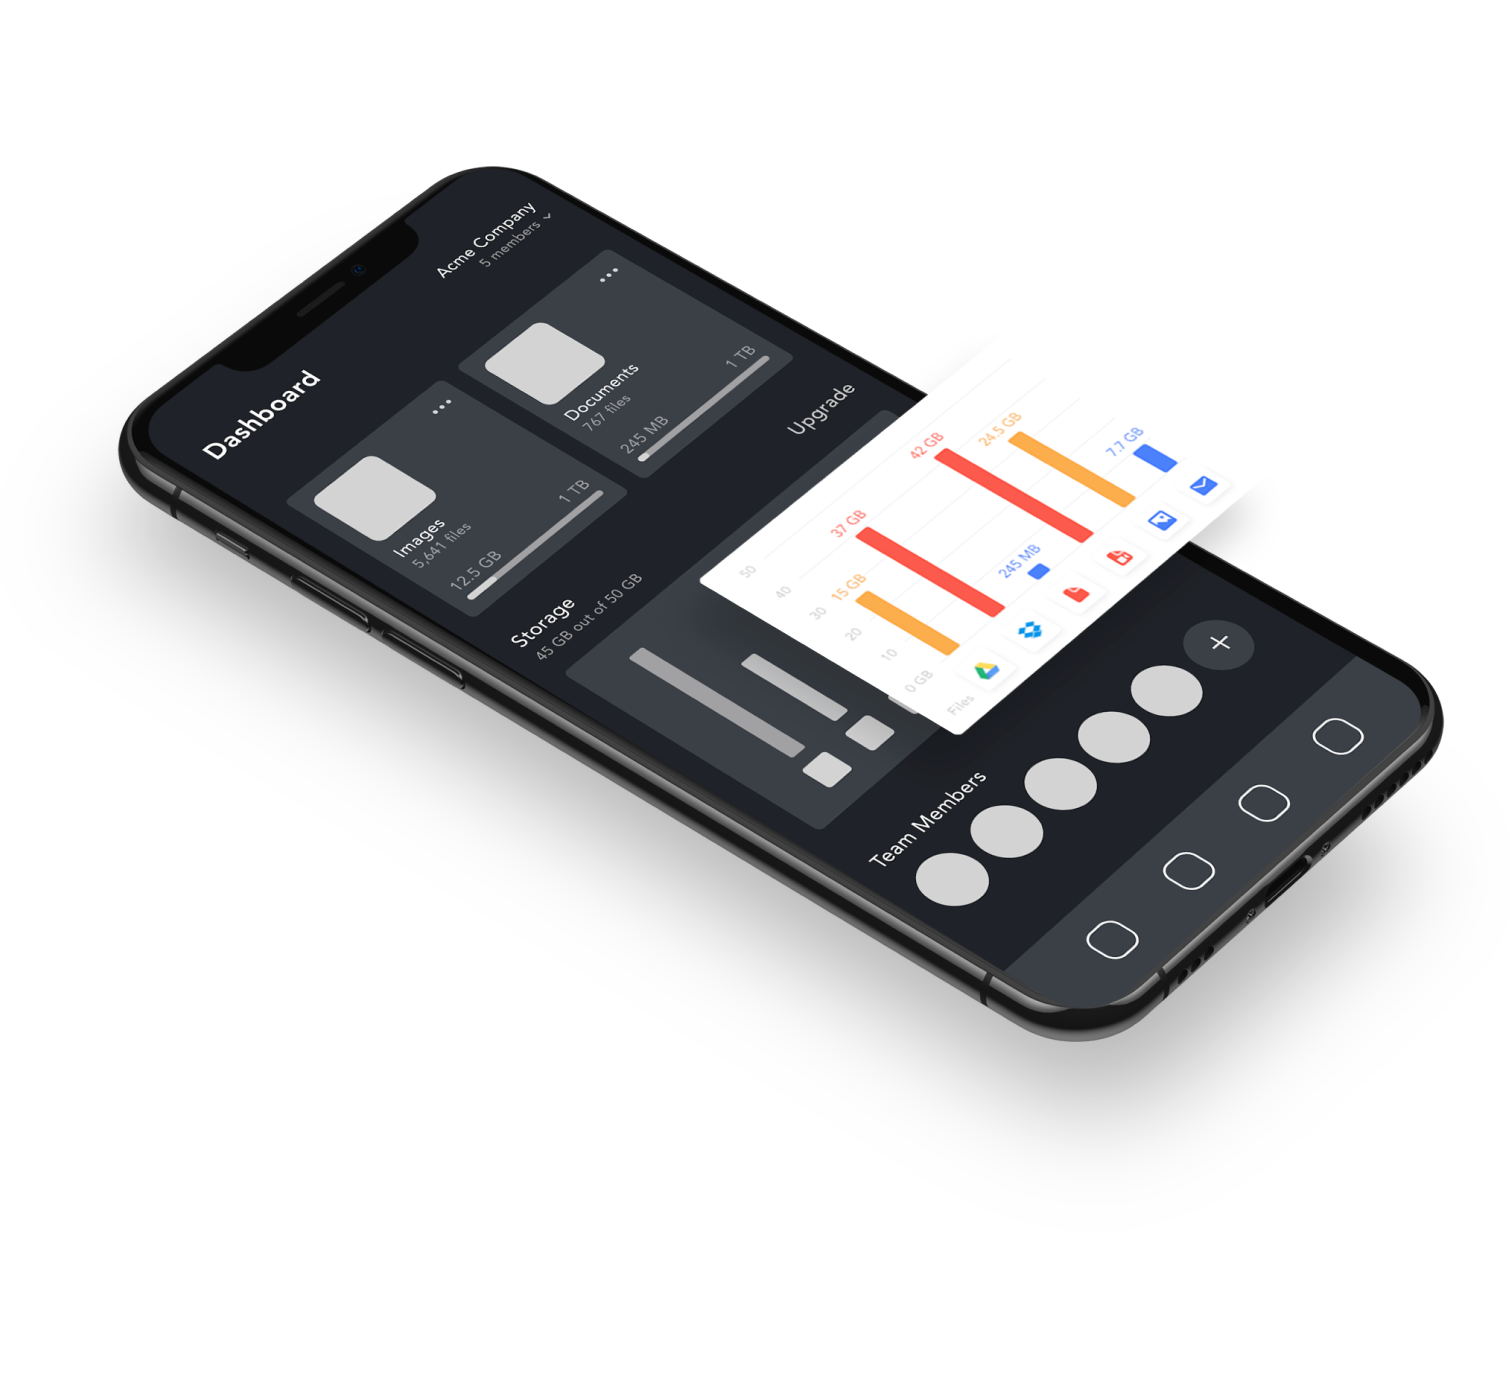 Acme Company
5 members
Dashboard
Images
5,641 files
12.5 GB
1 TB
Documents
767 files
245 MB
1 TB
Storage
45 GB out of 50 GB
Upgrade
50
40
30
20
10
0 GB
15 GB
37 GB
245 MB
42 GB
24.5 GB
7.7 GB
Files
Team Members